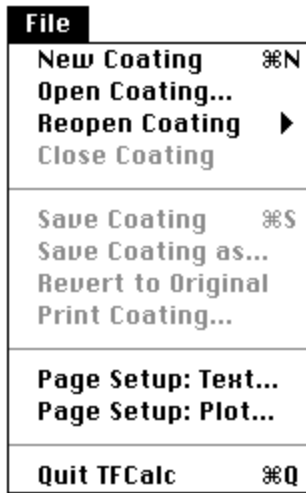 File
New Coating ⌘N
Open Coating...
Reopen Coating ▶
Close Coating
Save Coating ⌘S
Save Coating as...
Revert to Original
Print Coating...
Page Setup: Text...
Page Setup: Plot...
Quit TFCalc ⌘Q